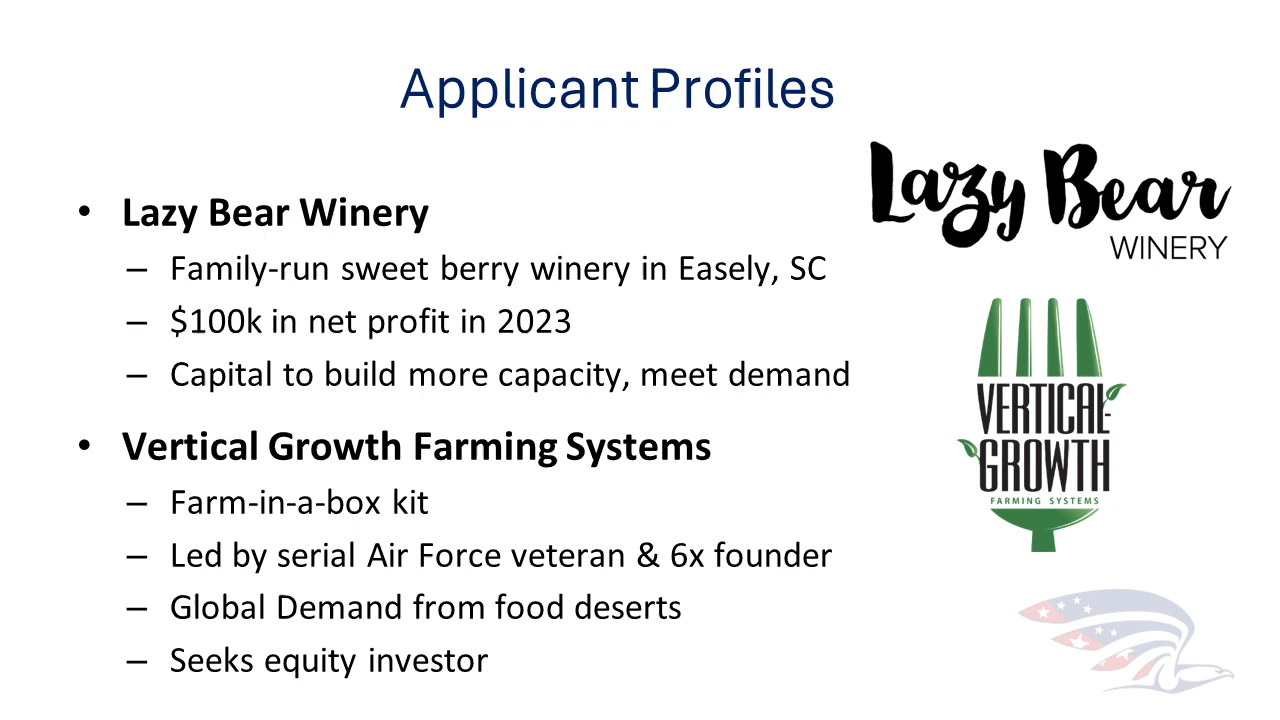 Applicant Profiles
Lazy Bear
WINERY
• Lazy Bear Winery
– Family-run sweet berry winery in Easely, SC
– $100k in net profit in 2023
– Capital to build more capacity, meet demand
• Vertical Growth Farming Systems
– Farm-in-a-box kit
– Led by serial Air Force veteran & 6x founder
– Global Demand from food deserts
– Seeks equity investor
VERTICAL-
GROWTH
FARMING SYSTEMS